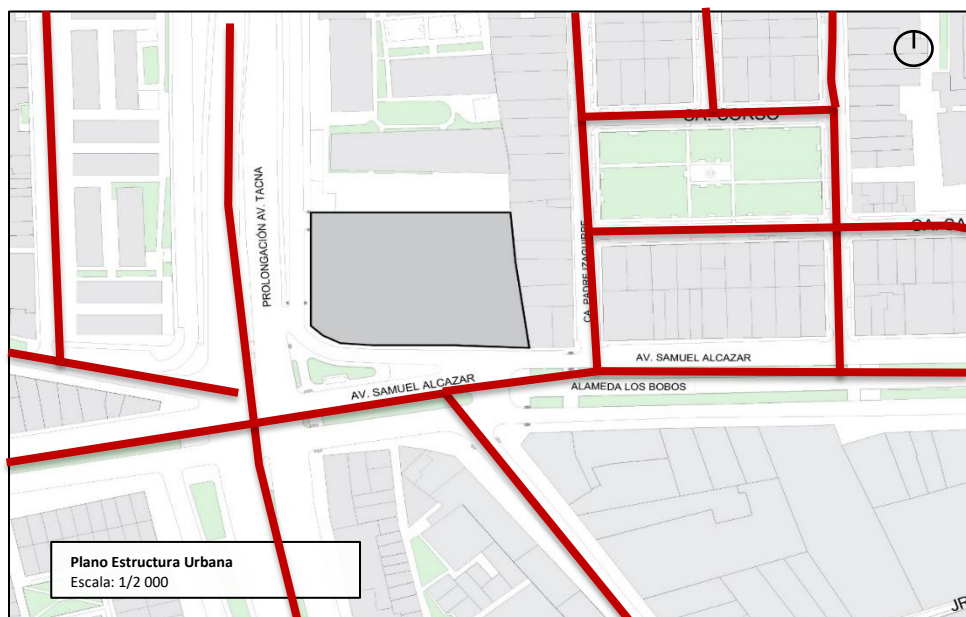 CA. CORSO
PROLONGACIÓN AV. TACNA
CA. PADRE IZAGUIRRE
CA. CA
AV. SAMUEL ALCAZAR
AV. SAMUEL ALCAZAR
ALAMEDA LOS BOBOS
Plano Estructura Urbana
Escala: 1/2 000
JR